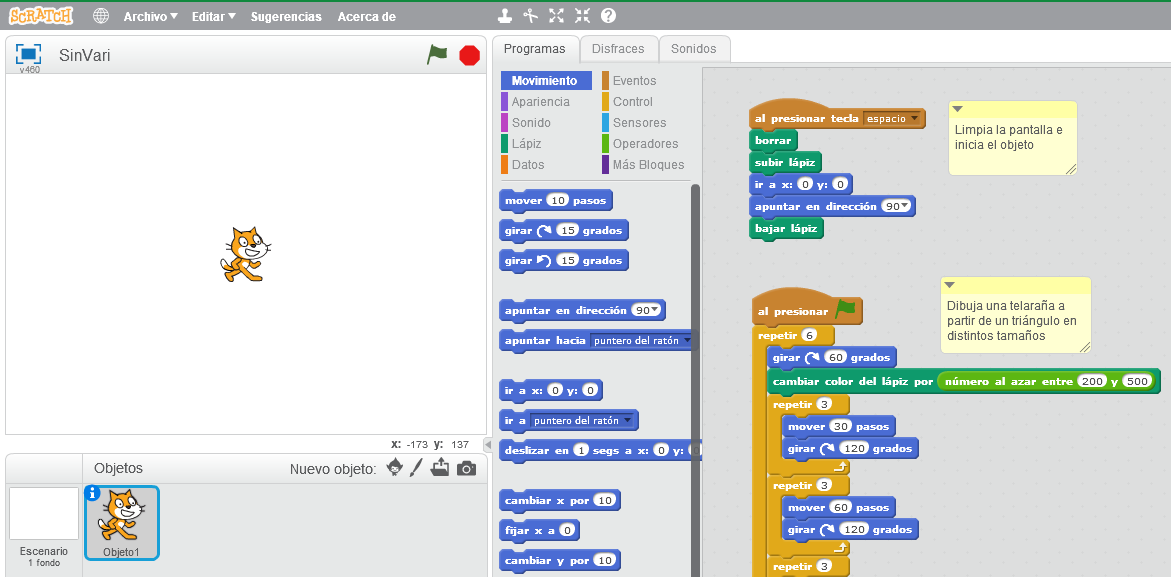 SCRATCH
Archivo Editar Sugerencias Acerca de
v460
SinVari
x: -173 y: 137
Objetos
Nuevo objeto:
Escenario
1 fondo
Objeto1
Programas Disfraces Sonidos
Movimiento Eventos
Apariencia Control
Sonido Sensores
Lápiz Operadores
Datos Más Bloques
mover 10 pasos
girar 15 grados
girar 15 grados
apuntar en dirección 90
apuntar hacia puntero del ratón
ir a x: 0 y: 0
ir a puntero del ratón
deslizar en 1 segs a x: 0 y: 0
cambiar x por 10
fijar x a 0
cambiar y por 10
al presionar tecla espacio
borrar
subir lápiz
ir a x: 0 y: 0
apuntar en dirección 90
bajar lápiz
Limpia la pantalla e
inicia el objeto
al presionar
repetir 6
girar 60 grados
cambiar color del lápiz por número al azar entre 200 y 500
repetir 3
mover 30 pasos
girar 120 grados
repetir 3
mover 60 pasos
girar 120 grados
repetir 3
Dibuja una telaraña a
partir de un triángulo en
distintos tamaños